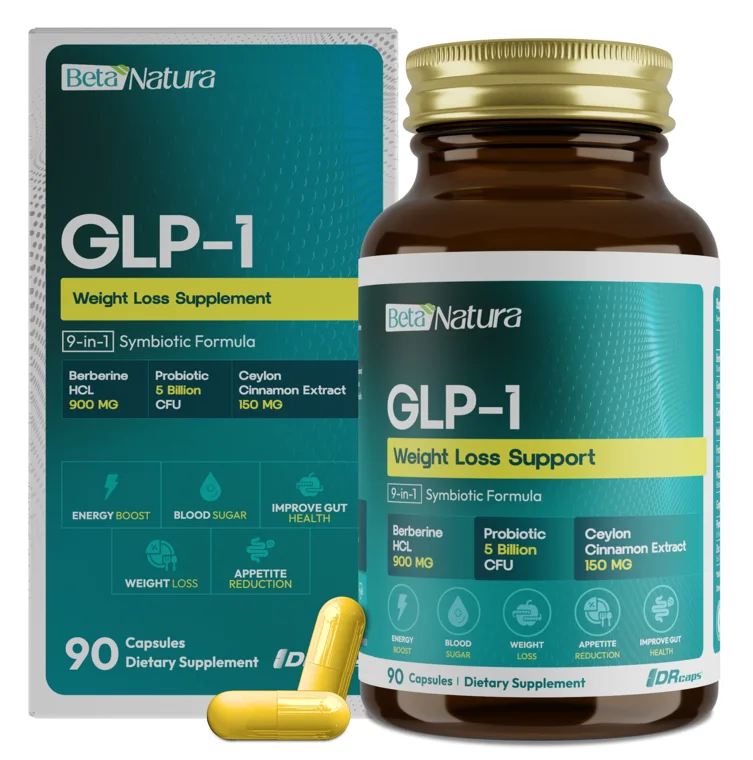 Beta Natura
GLP-1
Weight Loss Supplement
9-in-1 Symbiotic Formula
Berberine
HCL
900 MG
Probiotic
5 Billion
CFU
Ceylon
Cinnamon Extract
150 MG
ENERGY BOOST
BLOOD SUGAR
IMPROVE GUT
HEALTH
WEIGHT LOSS
APPETITE
REDUCTION
90 Capsules
Dietary Supplement
Beta Natura
GLP-1
Weight Loss Support
9-in-1 Symbiotic Formula
Berberine
HCL
900 MG
Probiotic
5 Billion
CFU
Ceylon
Cinnamon Extract
150 MG
ENERGY
BOOST
BLOOD
SUGAR
WEIGHT
LOSS
APPETITE
REDUCTION
IMPROVE GUT
HEALTH
90 Capsules | Dietary Supplement
DRcaps